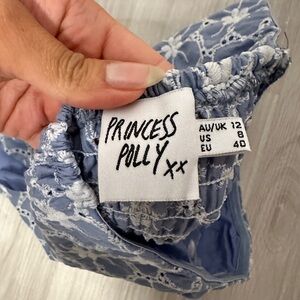 PRINCESS
POLLY
xx
AU/UK 12
US 8
EU 40